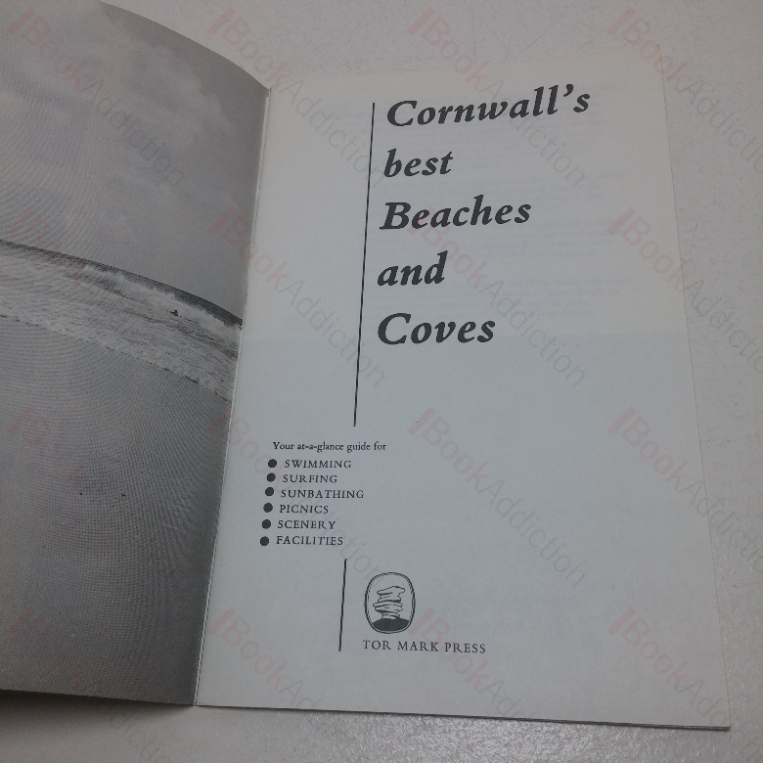 Cornwall's
best
Beaches
and
Coves
Your at-a-glance guide for
● SWIMMING
● SURFING
● SUNBATHING
● PICNICS
● SCENERY
● FACILITIES
TOR MARK PRESS
BookAddiction